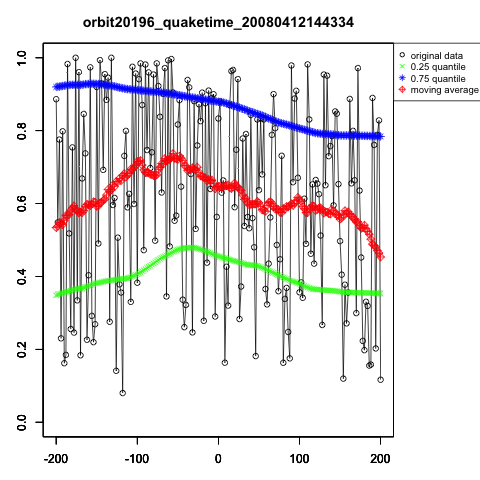 orbit20196_quaketime_20080412144334
original data
0.25 quantile
0.75 quantile
moving average
1.0
0.8
0.6
0.4
0.2
0.0
-200 -100 0 100 200